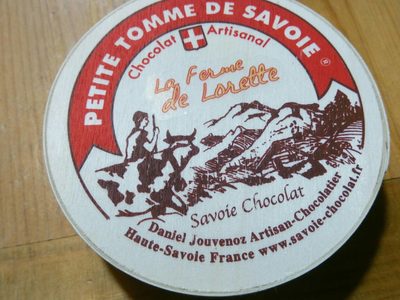 PETITE TOMME DE SAVOIE ®
Chocolat Artisanal
La Ferme
de Lorette
Savoie Chocolat
Daniel Jouvenoz Artisan-Chocolatier
Haute-Savoie France www.savoie-chocolat.fr